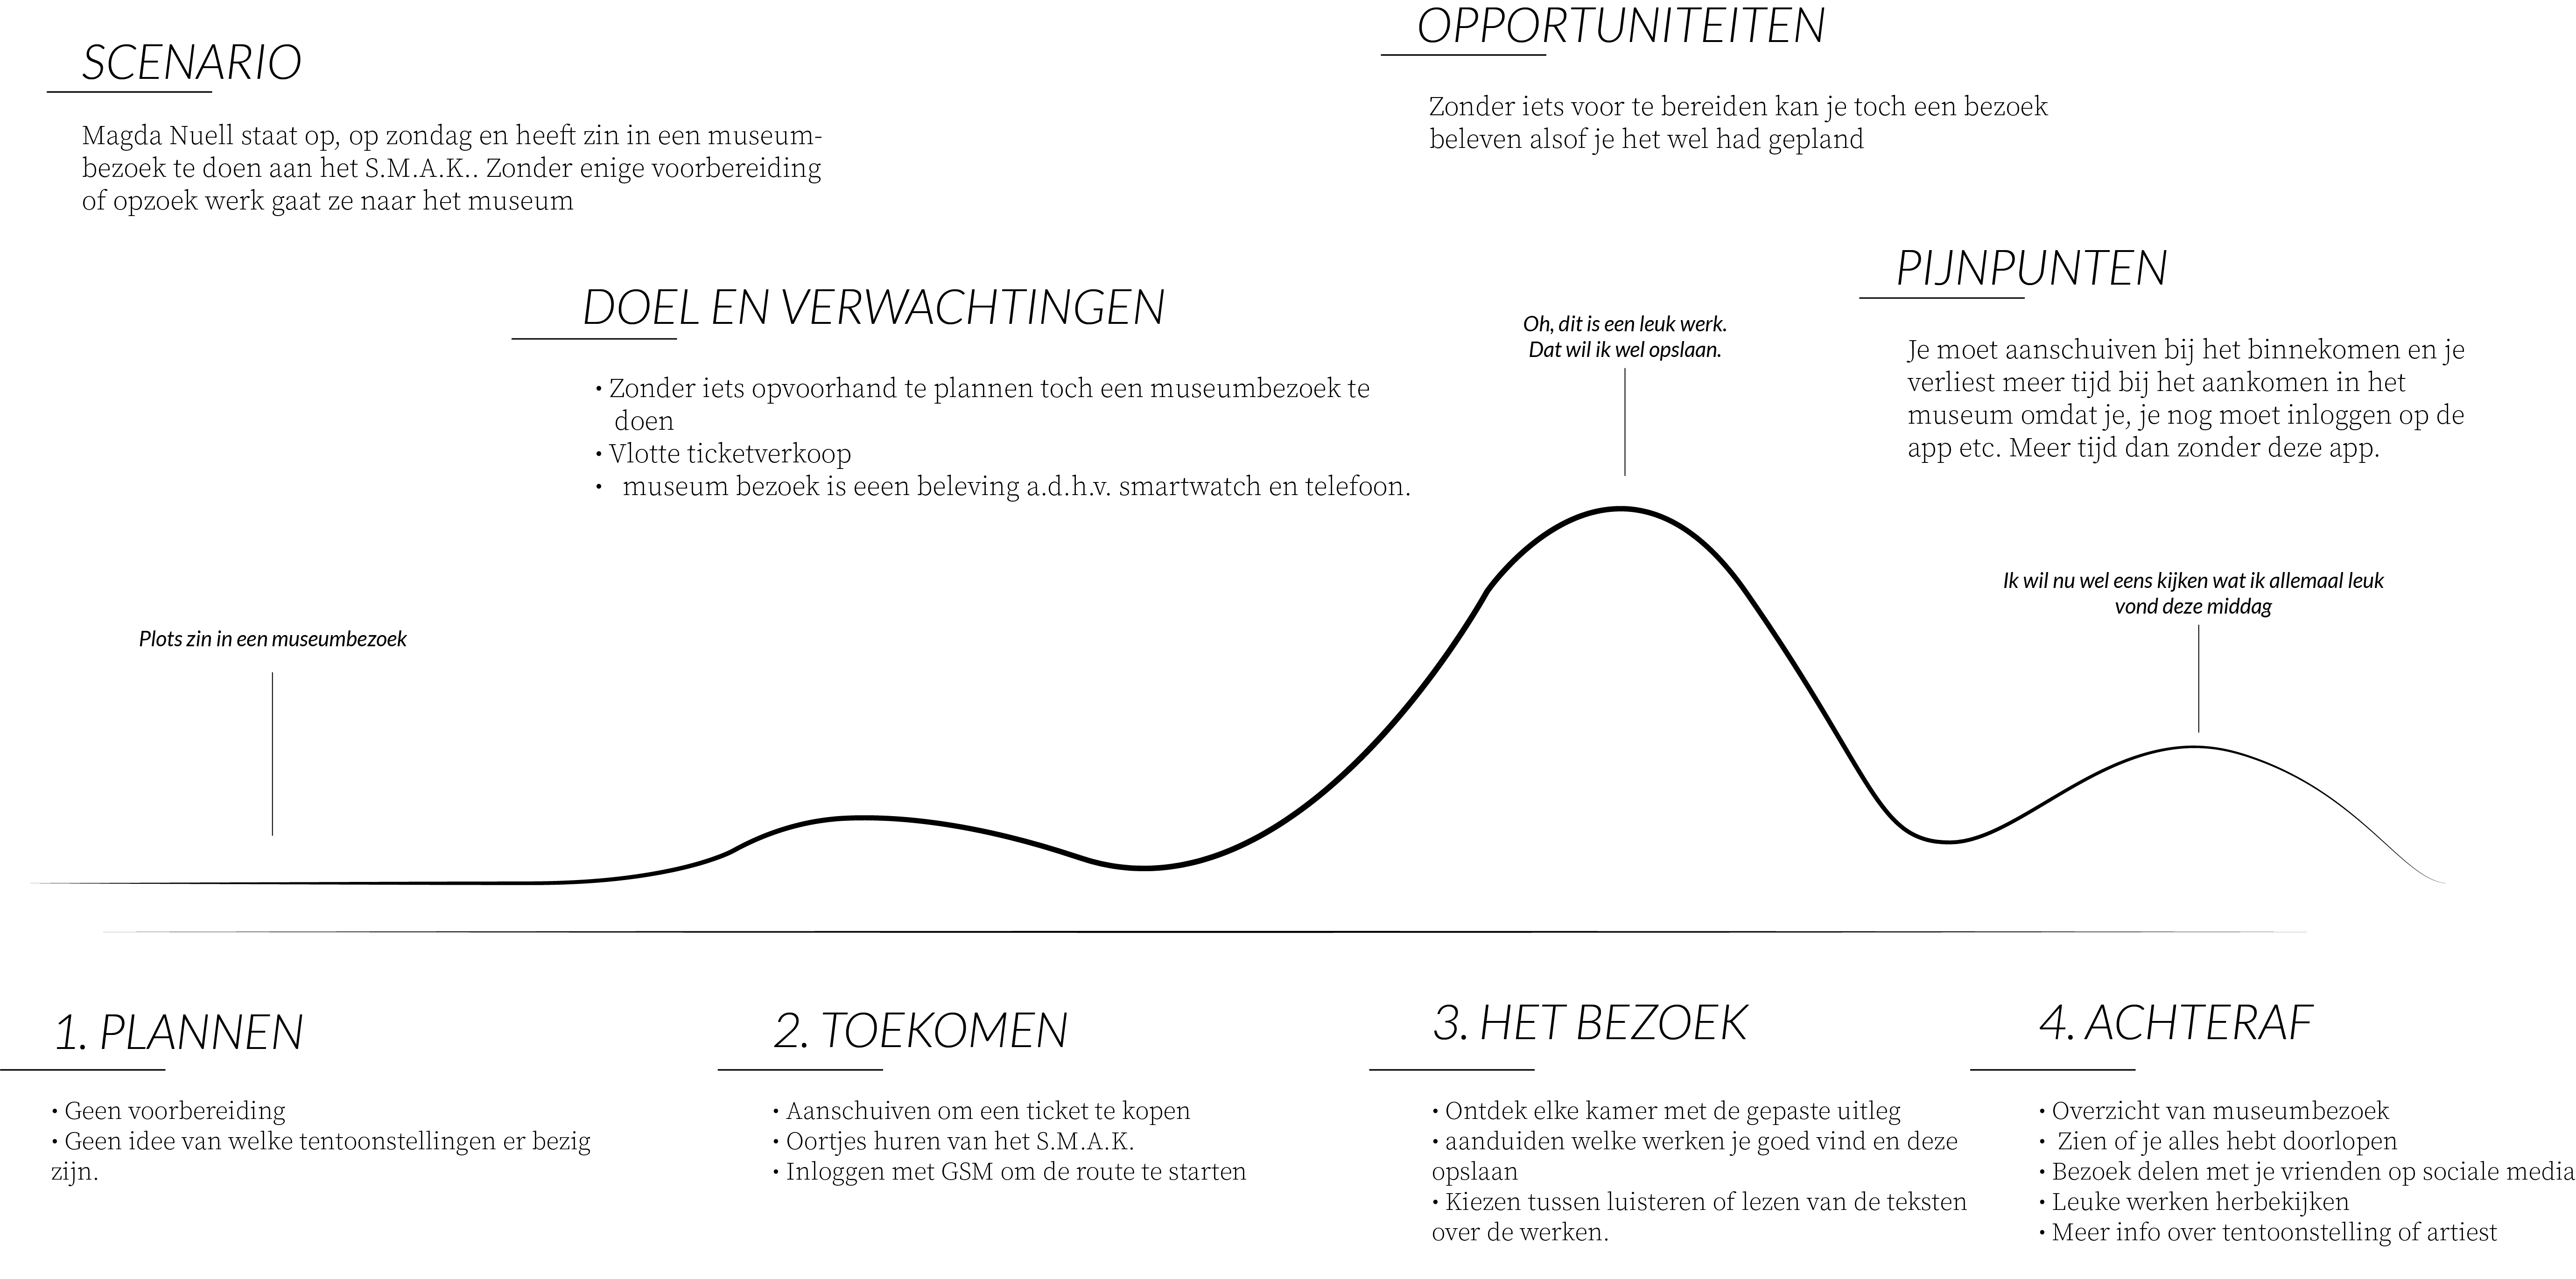 SCENARIO
Magda Nuell staat op, op zondag en heeft zin in een museum-
bezoek te doen aan het S.M.A.K.. Zonder enige voorbereiding
of opzoek werk gaat ze naar het museum
OPPORTUNITEITEN
Zonder iets voor te bereiden kan je toch een bezoek
beleven alsof je het wel had gepland
DOEL EN VERWACHTINGEN
• Zonder iets opvoorhand te plannen toch een museumbezoek te
doen
• Vlotte ticketverkoop
• museum bezoek is eeen beleving a.d.h.v. smartwatch en telefoon.
PIJNPUNTEN
Je moet aanschuiven bij het binnekomen en je
verliest meer tijd bij het aankomen in het
museum omdat je, je nog moet inloggen op de
app etc. Meer tijd dan zonder deze app.
Plots zin in een museumbezoek
Oh, dit is een leuk werk.
Dat wil ik wel opslaan.
Ik wil nu wel eens kijken wat ik allemaal leuk
vond deze middag
1. PLANNEN
• Geen voorbereiding
• Geen idee van welke tentoonstellingen er bezig
zijn.
2. TOEKOMEN
• Aanschuiven om een ticket te kopen
• Oortjes huren van het S.M.A.K.
• Inloggen met GSM om de route te starten
3. HET BEZOEK
• Ontdek elke kamer met de gepaste uitleg
• aanduiden welke werken je goed vind en deze
opslaan
• Kiezen tussen luisteren of lezen van de teksten
over de werken.
4. ACHTERAF
• Overzicht van museumbezoek
• Zien of je alles hebt doorlopen
• Bezoek delen met je vrienden op sociale media
• Leuke werken herbekijken
• Meer info over tentoonstelling of artiest